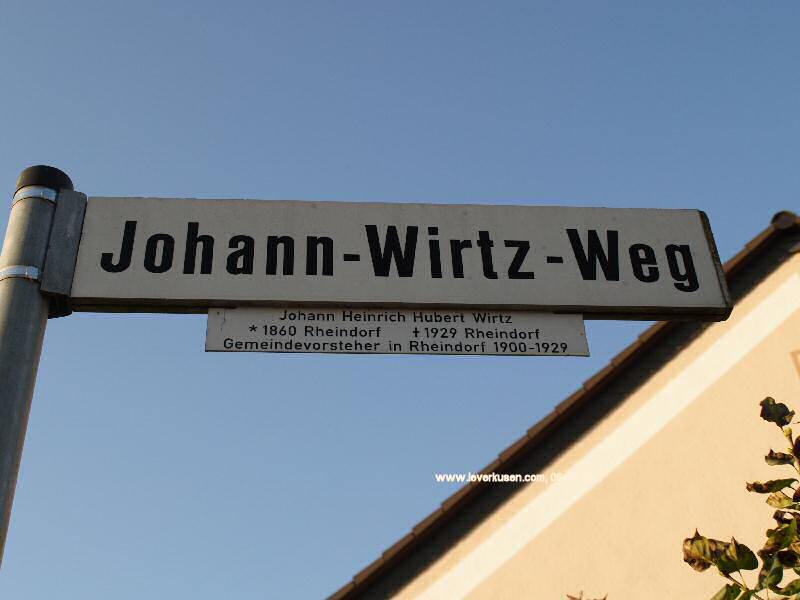 Johann-Wirtz-Weg
Johann Heinrich Hubert Wirtz
* 1860 Rheindorf † 1929 Rheindorf
Gemeindevorsteher in Rheindorf 1900-1929
www.leverkusen.com,